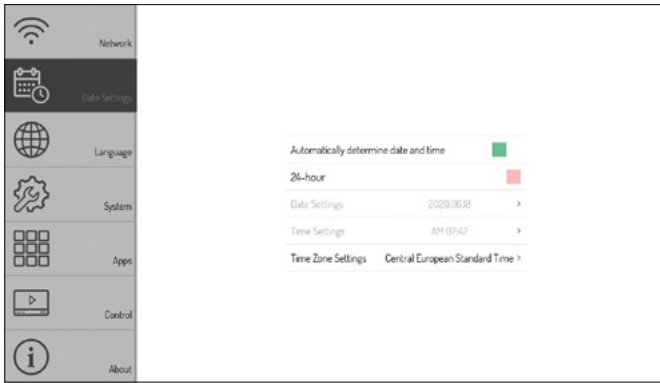 Network
Date Settings
Language
System
Apps
Control
About
Automatically determine date and time
24-hour
Date Settings 2020.06.18 >
Time Settings AM 07:42 >
Time Zone Settings Central European Standard Time >